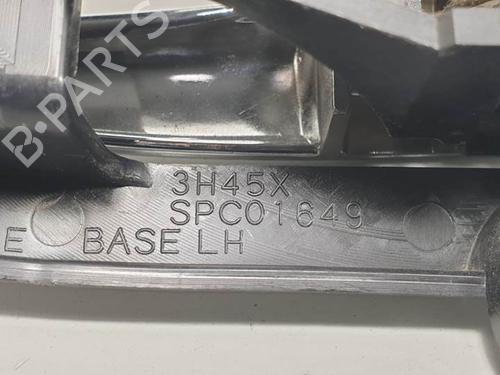 B-PARTS
3H45X
SPC01649
E BASE LH